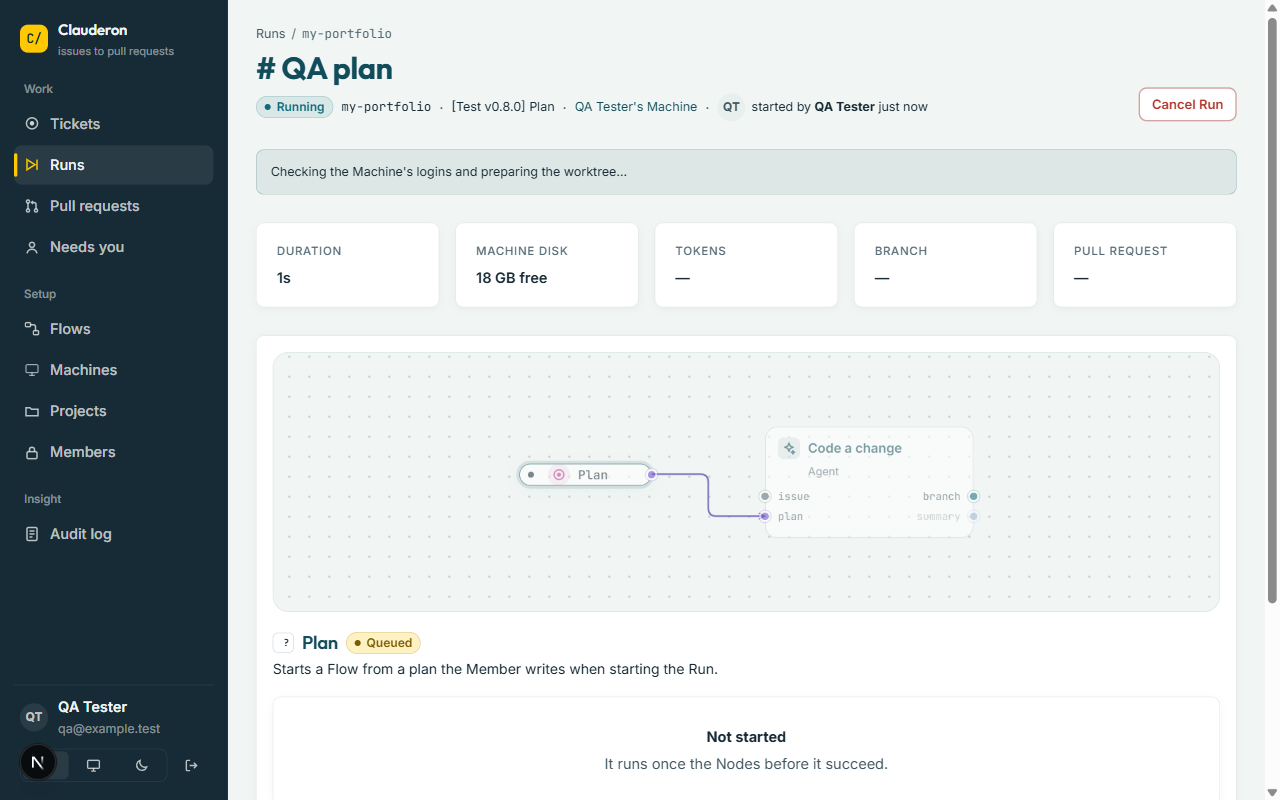 C/ Clauderon
issues to pull requests
Work
Tickets
Runs
Pull requests
Needs you
Setup
Flows
Machines
Projects
Members
Insight
Audit log
QT QA Tester
qa@example.test
N
Runs / my-portfolio
# QA plan
Running my-portfolio · [Test v0.8.0] Plan · QA Tester's Machine · QT started by QA Tester just now
Cancel Run
Checking the Machine's logins and preparing the worktree…
DURATION
1s
MACHINE DISK
18 GB free
TOKENS
—
BRANCH
—
PULL REQUEST
—
Plan
Code a change
Agent
issue branch
plan summary
? Plan Queued
Starts a Flow from a plan the Member writes when starting the Run.
Not started
It runs once the Nodes before it succeed.